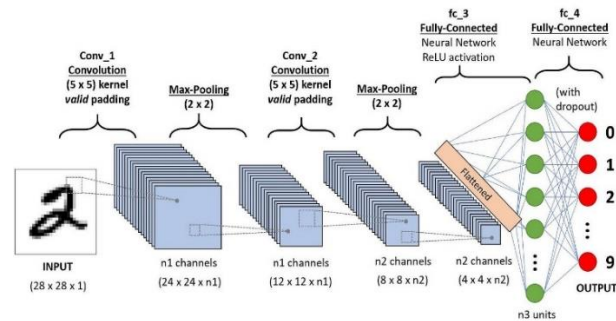 Conv_1
Convolution
(5 x 5) kernel
valid padding
Max-Pooling
(2 x 2)
Conv_2
Convolution
(5 x 5) kernel
valid padding
Max-Pooling
(2 x 2)
fc_3
Fully-Connected
Neural Network
ReLU activation
fc_4
Fully-Connected
Neural Network
(with
dropout)
Flattened
0
1
2
9
OUTPUT
2
INPUT
(28 x 28 x 1)
n1 channels
(24 x 24 x n1)
n1 channels
(12 x 12 x n1)
n2 channels
(8 x 8 x n2)
n2 channels
(4 x 4 x n2)
n3 units